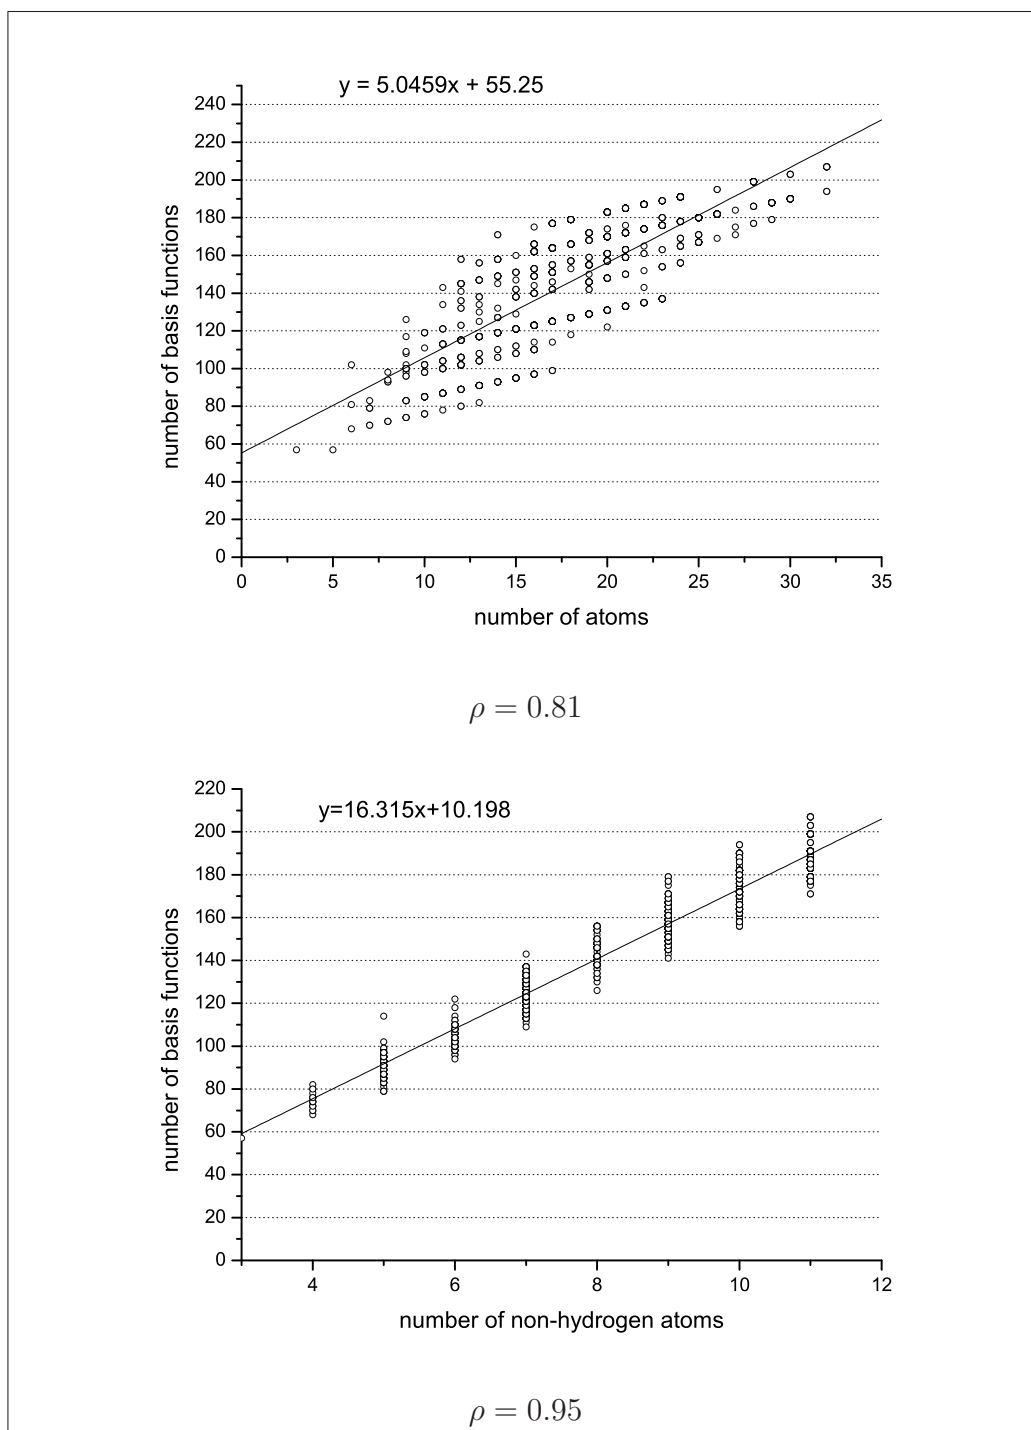 y = 5.0459x + 55.25
240
220
200
180
160
140
120
100
80
60
40
20
0
number of basis functions
0 5 10 15 20 25 30 35
number of atoms
ρ = 0.81
y=16.315x+10.198
220
200
180
160
140
120
100
80
60
40
20
0
number of basis functions
4 6 8 10 12
number of non-hydrogen atoms
ρ = 0.95